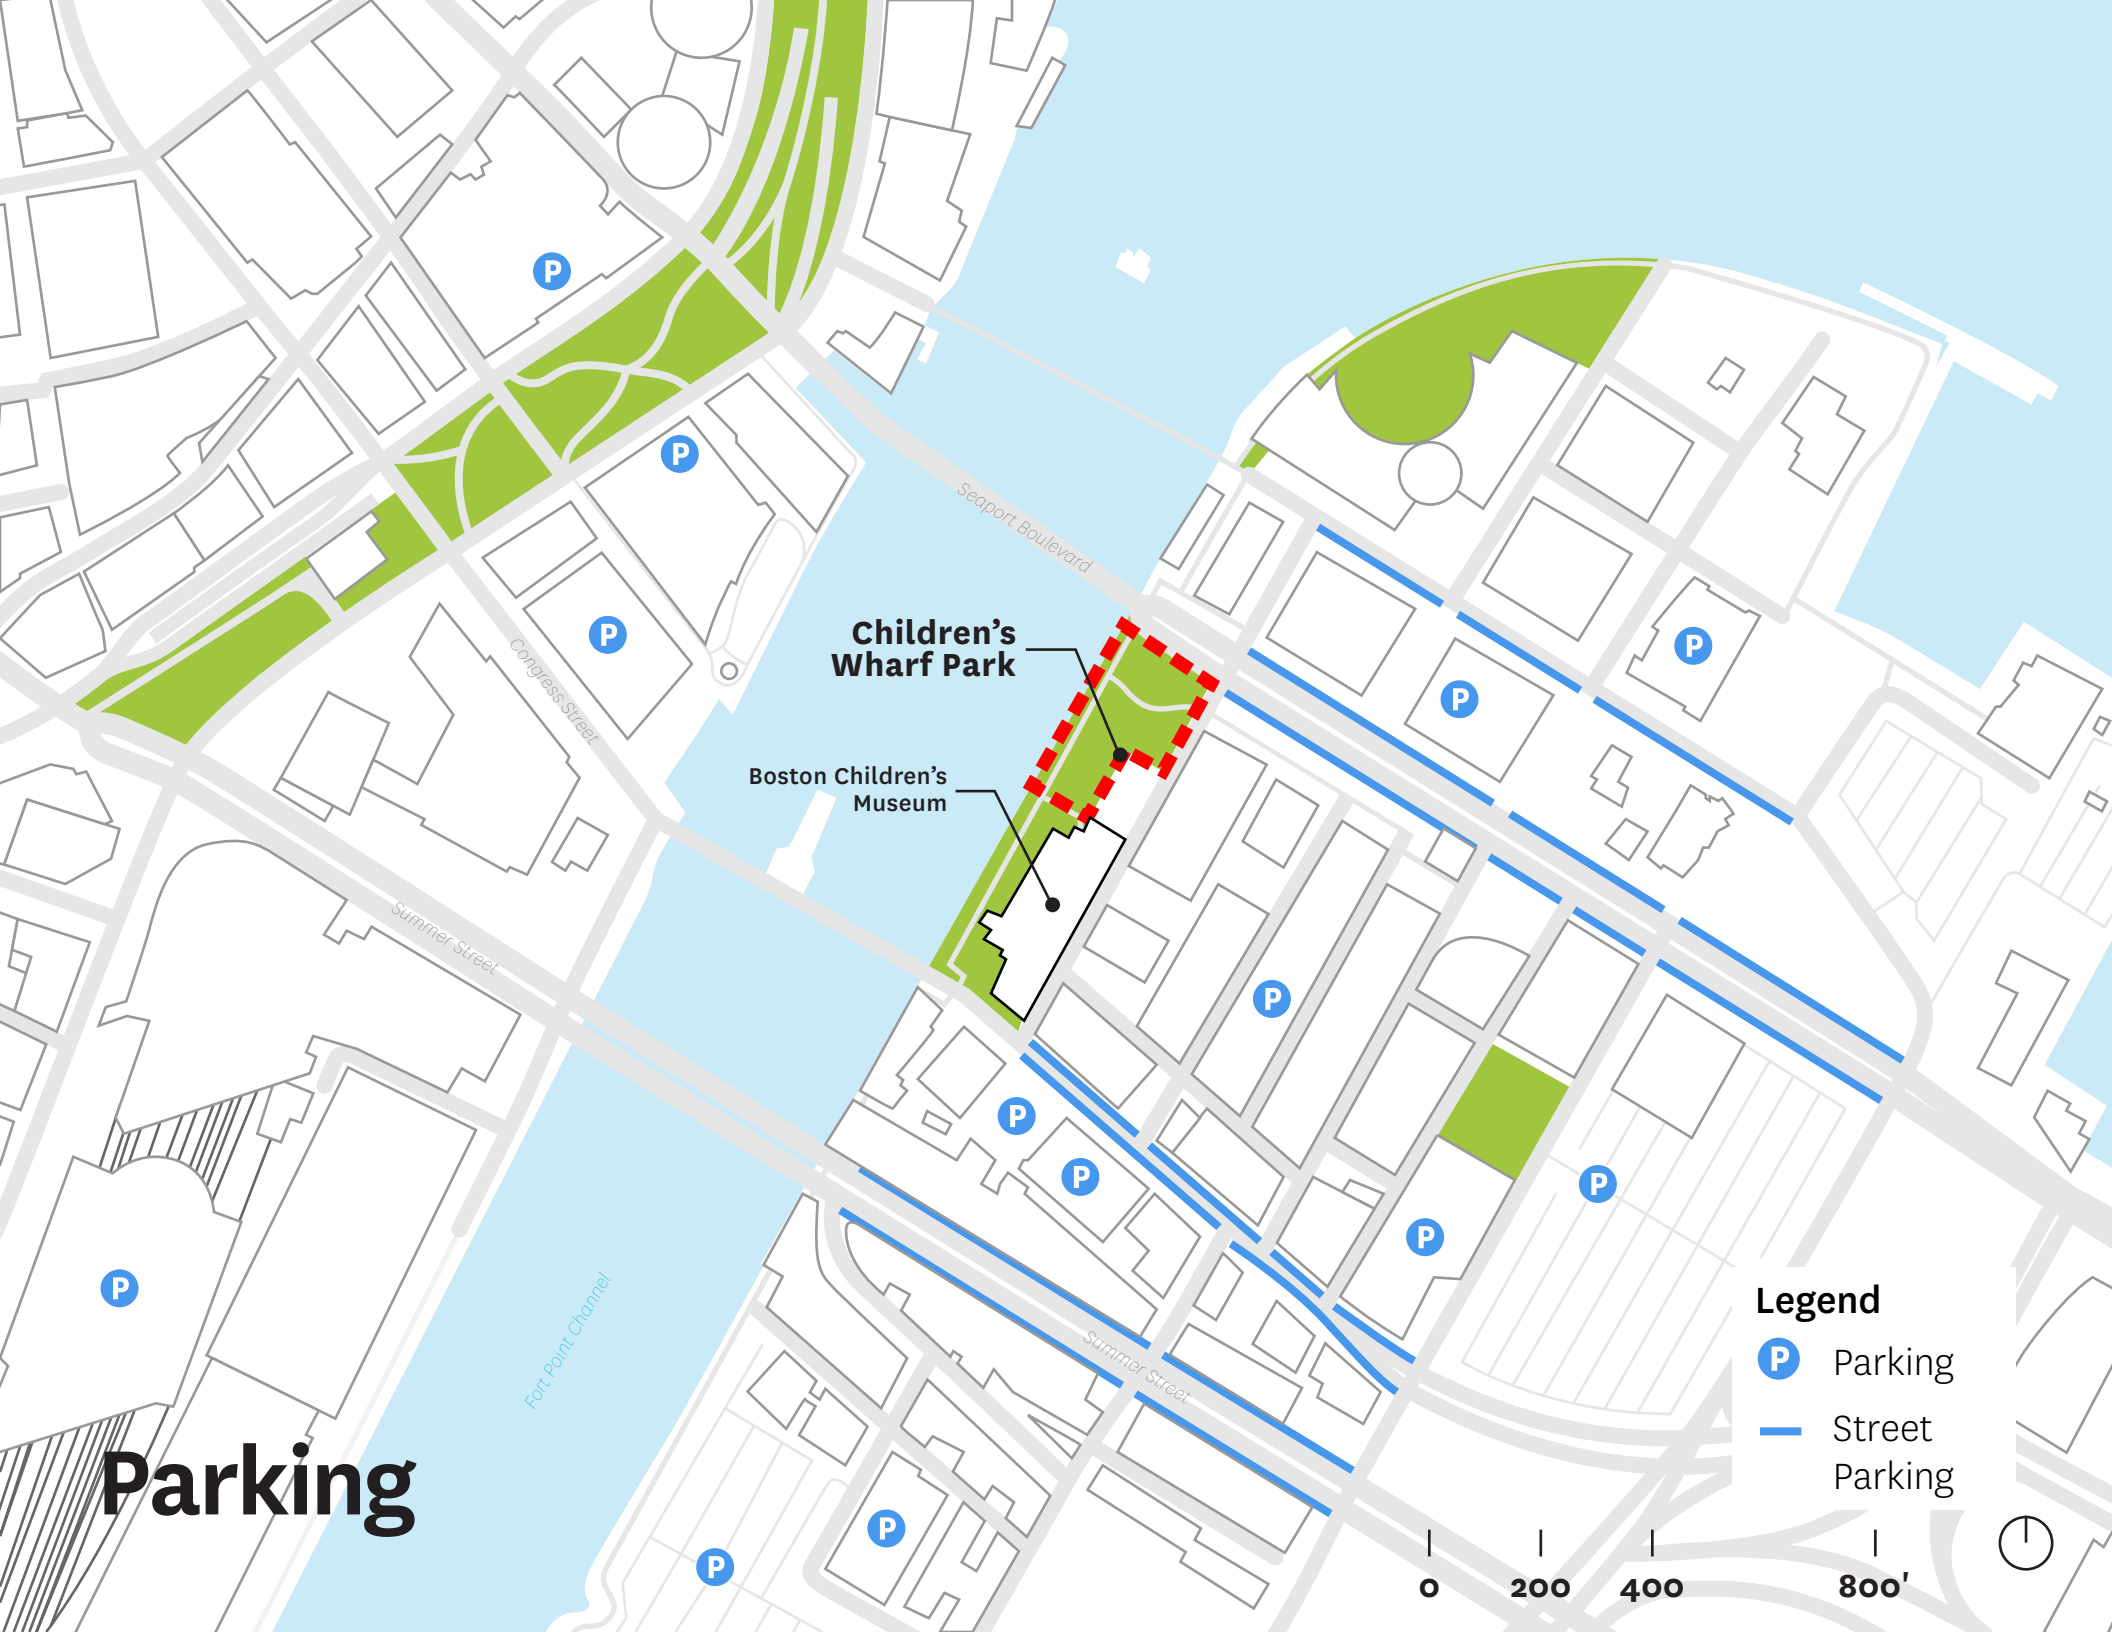 P
P
Seaport Boulevard
Children's
Wharf Park
P
P
Congress Street
P
Boston Children's
Museum
Summer Street
P
P
P
P
P
P
Fort Point Channel
Summer Street
Legend
P Parking
Street
Parking
Parking
P
P
0 200 400 800'